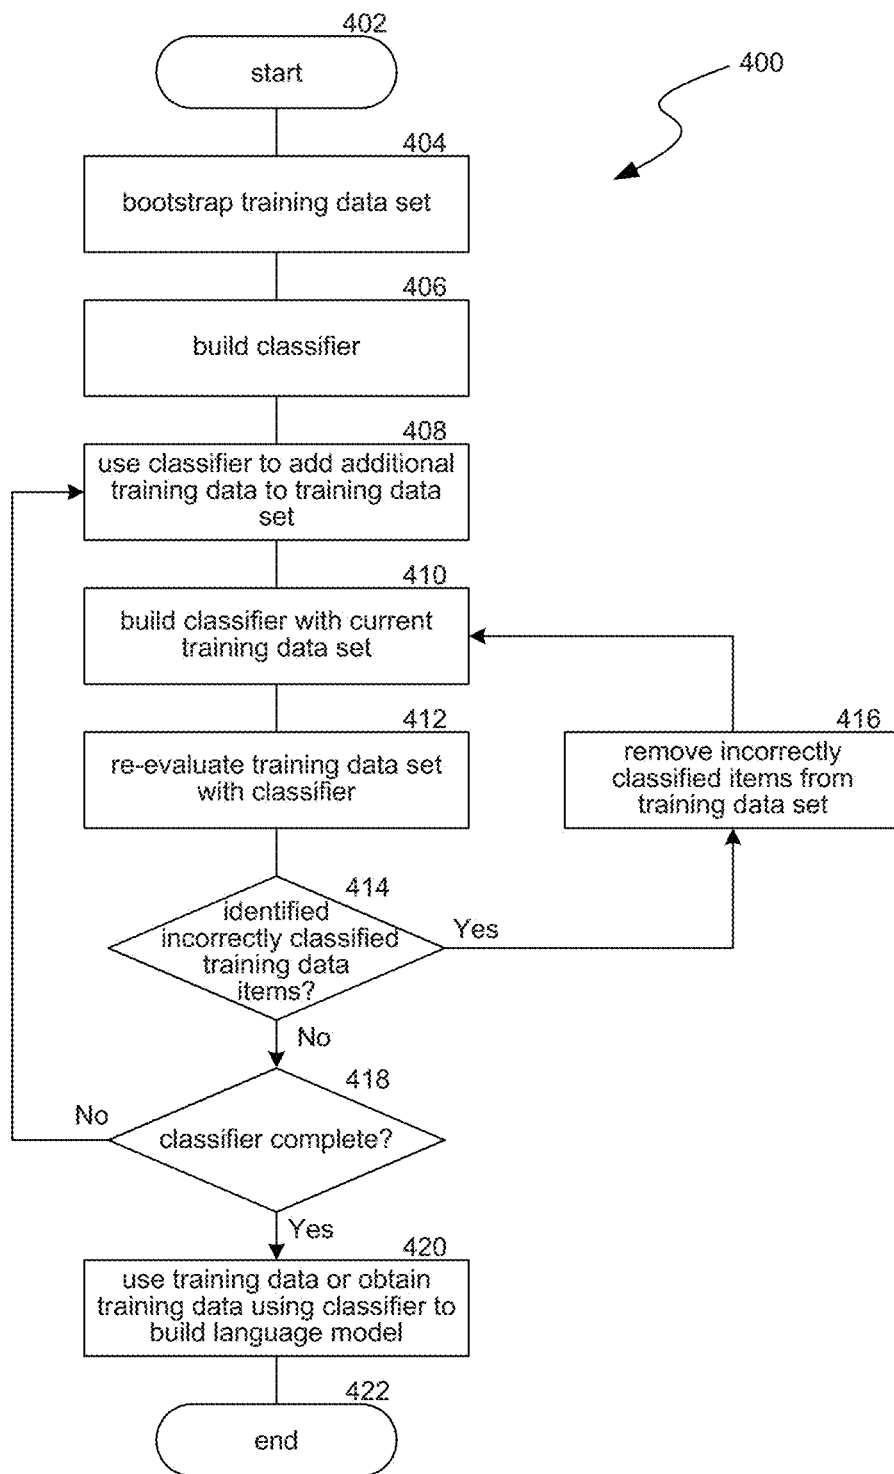 402
start
400
404
bootstrap training data set
406
build classifier
408
use classifier to add additional
training data to training data
set
410
build classifier with current
training data set
412
re-evaluate training data set
with classifier
416
remove incorrectly
classified items from
training data set
414
identified
incorrectly classified
training data
items?
Yes
No
418
classifier complete?
No
Yes
420
use training data or obtain
training data using classifier to
build language model
422
end